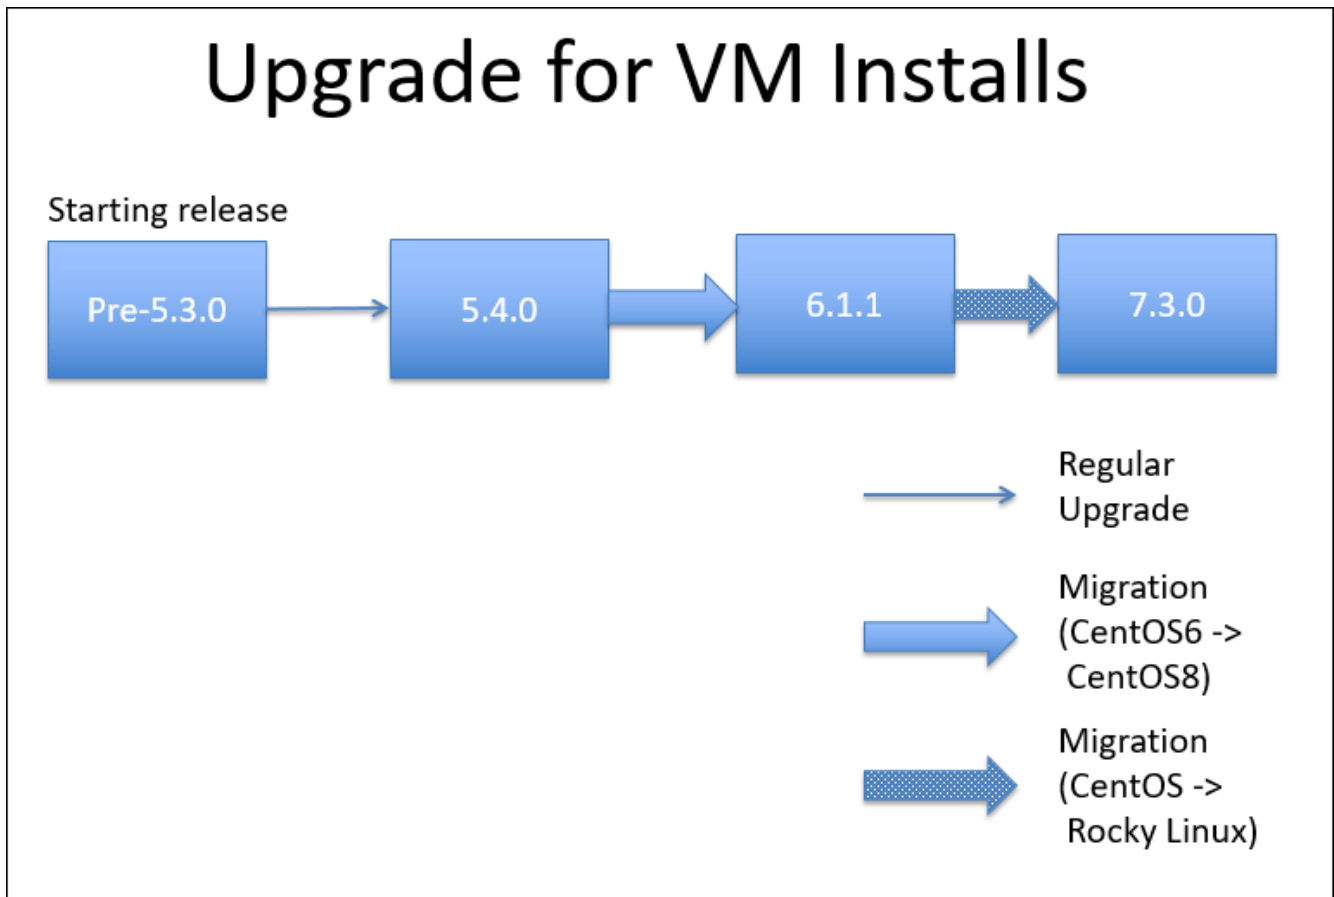 Upgrade for VM Installs
Starting release
Pre-5.3.0
5.4.0
6.1.1
7.3.0
Regular
Upgrade
Migration
(CentOS6 ->
CentOS8)
Migration
(CentOS ->
Rocky Linux)